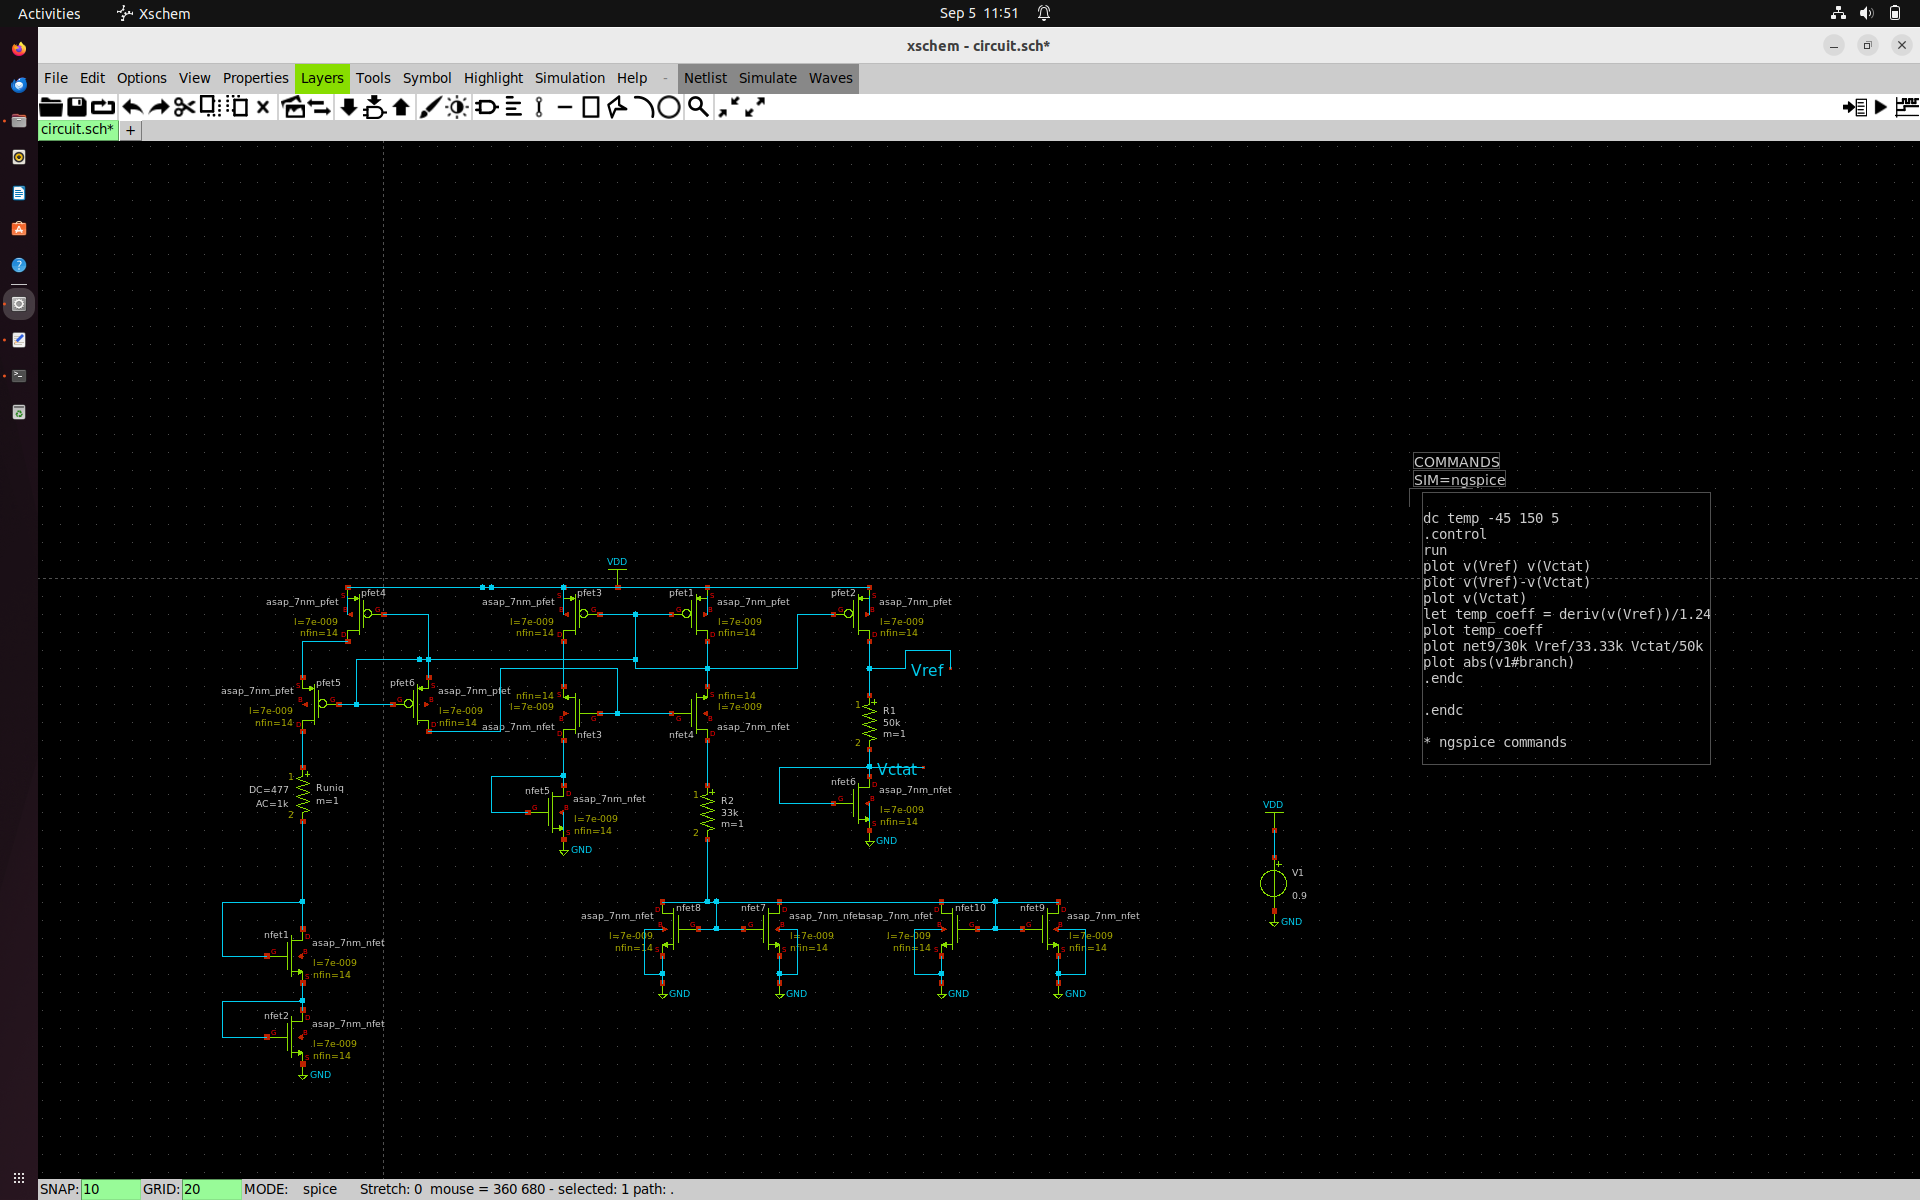 Activities
Xschem
Sep 5 11:51
xschem - circuit.sch*
File Edit Options View Properties Layers Tools Symbol Highlight Simulation Help - Netlist Simulate Waves
circuit.sch* +
COMMANDS
SIM=ngspice
dc temp -45 150 5
.control
run
plot v(Vref) v(Vctat)
plot v(Vref)-v(Vctat)
plot v(Vctat)
let temp_coeff = deriv(v(Vref))/1.24
plot temp_coeff
plot net9/30k Vref/33.33k Vctat/50k
plot abs(v1#branch)
.endc
.endc
* ngspice commands
VDD
pfet4
asap_7nm_pfet
l=7e-009
nfin=14
pfet3
asap_7nm_pfet
l=7e-009
nfin=14
pfet1
asap_7nm_pfet
l=7e-009
nfin=14
pfet2
asap_7nm_pfet
l=7e-009
nfin=14
Vref
pfet5
asap_7nm_pfet
l=7e-009
nfin=14
pfet6
asap_7nm_pfet
l=7e-009
nfin=14
nfin=14
l=7e-009
asap_7nm_nfet
nfet3
nfin=14
l=7e-009
asap_7nm_nfet
nfet4
1
R1
50k
m=1
2
Vctat
DC=477
AC=1k
1
Runiq
m=1
2
nfet5
asap_7nm_nfet
l=7e-009
nfin=14
GND
1
R2
33k
m=1
2
nfet6
asap_7nm_nfet
l=7e-009
nfin=14
GND
VDD
V1
0.9
GND
nfet8
asap_7nm_nfet
l=7e-009
nfin=14
GND
nfet7
asap_7nm_nfet
l=7e-009
nfin=14
GND
nfet10
asap_7nm_nfet
l=7e-009
nfin=14
GND
nfet9
asap_7nm_nfet
l=7e-009
nfin=14
GND
nfet1
asap_7nm_nfet
l=7e-009
nfin=14
nfet2
asap_7nm_nfet
l=7e-009
nfin=14
GND
SNAP: 10 GRID: 20 MODE: spice Stretch: 0 mouse = 360 680 - selected: 1 path: .